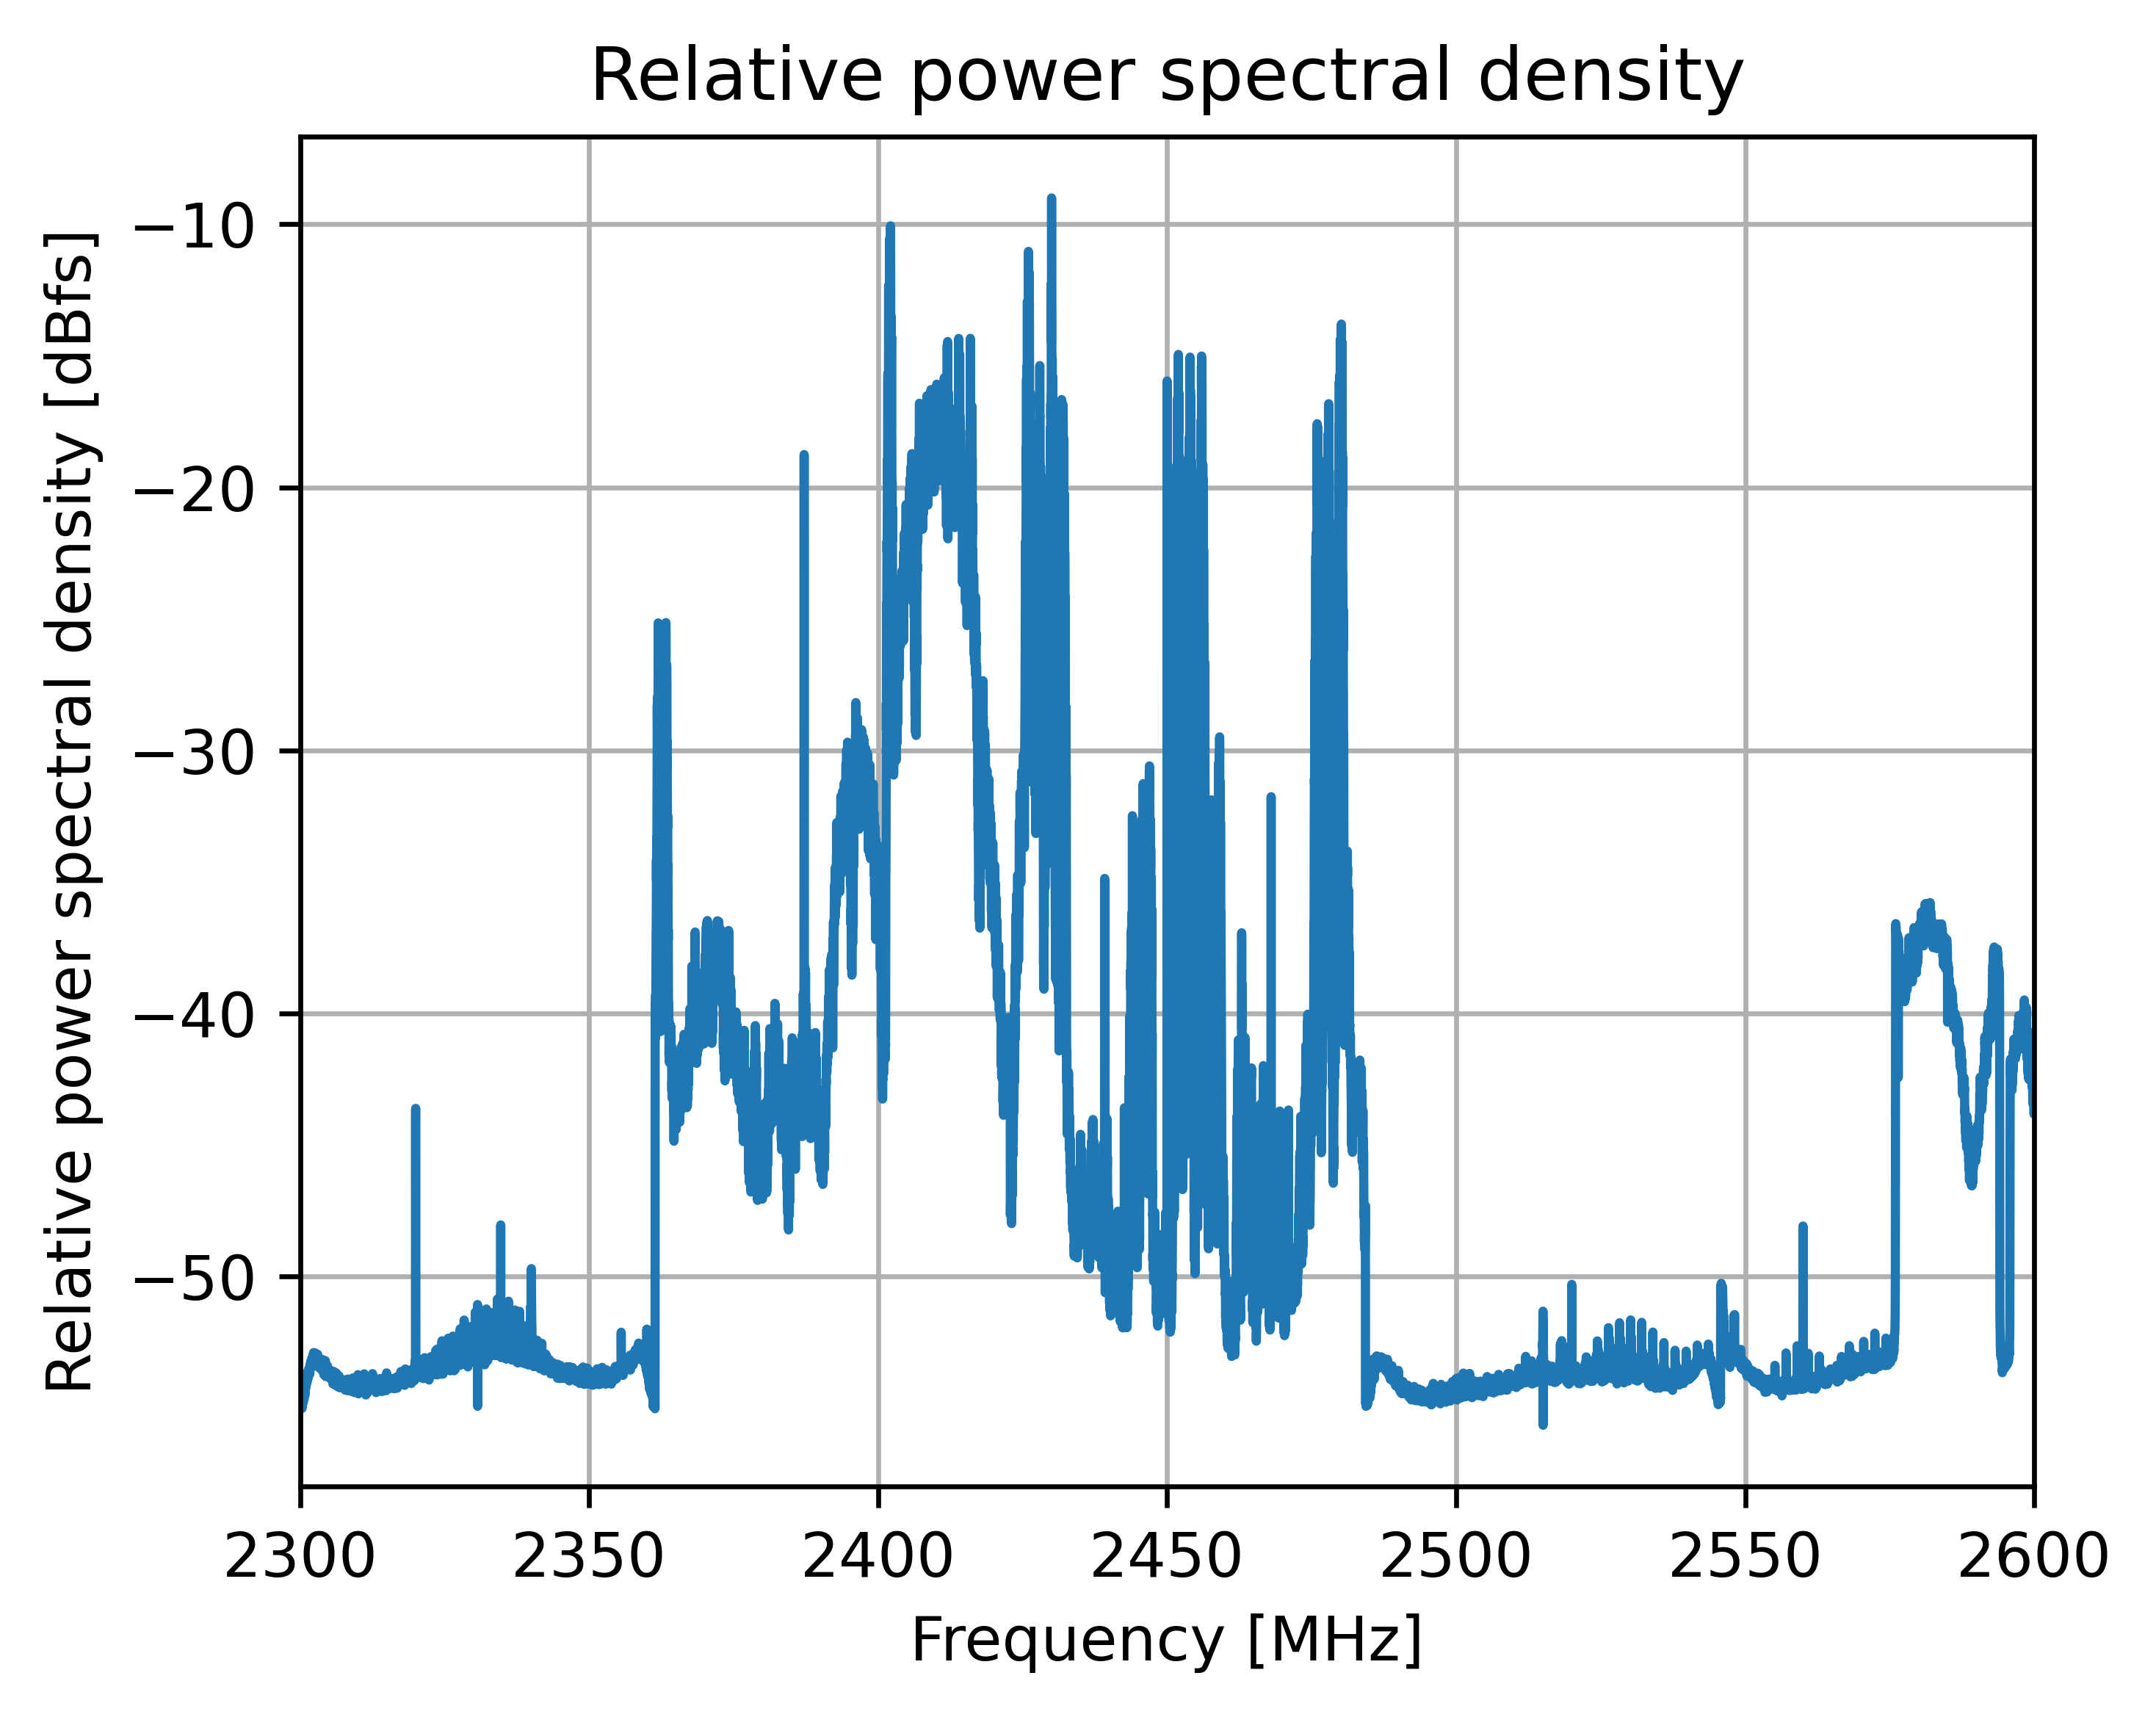 Relative power spectral density
Relative power spectral density [dBfs]
−10
−20
−30
−40
−50
2300 2350 2400 2450 2500 2550 2600
Frequency [MHz]